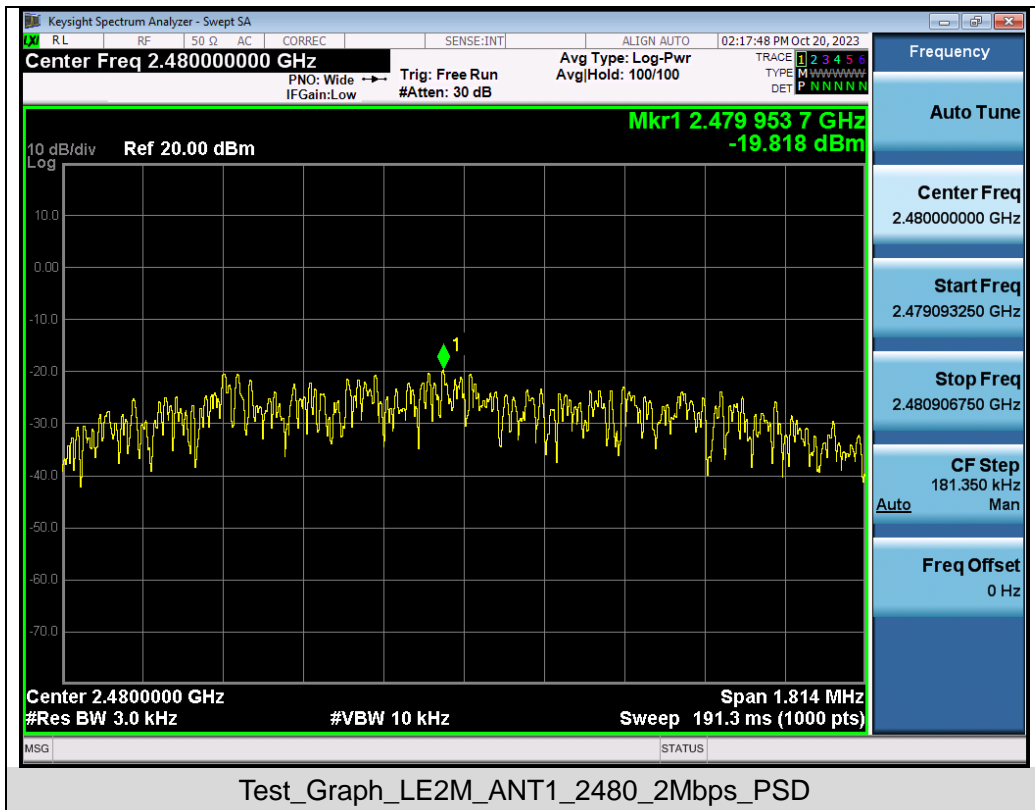 Keysight Spectrum Analyzer - Swept SA
LXI RL RF 50 Ω AC CORREC SENSE:INT ALIGN AUTO 02:17:48 PM Oct 20, 2023
Center Freq 2.480000000 GHz
PNO: Wide
IFGain:Low
Trig: Free Run
#Atten: 30 dB
Avg Type: Log-Pwr
Avg|Hold: 100/100
TRACE 1 2 3 4 5 6
TYPE M W W W W W
DET P N N N N N
Mkr1 2.479 953 7 GHz
-19.818 dBm
10 dB/div Ref 20.00 dBm
Log
10.0
0.00
-10.0
1
-20.0
-30.0
-40.0
-50.0
-60.0
-70.0
Center 2.4800000 GHz Span 1.814 MHz
#Res BW 3.0 kHz #VBW 10 kHz Sweep 191.3 ms (1000 pts)
MSG STATUS
Frequency
Auto Tune
Center Freq
2.480000000 GHz
Start Freq
2.479093250 GHz
Stop Freq
2.480906750 GHz
CF Step
181.350 kHz
Auto Man
Freq Offset
0 Hz
Test_Graph_LE2M_ANT1_2480_2Mbps_PSD